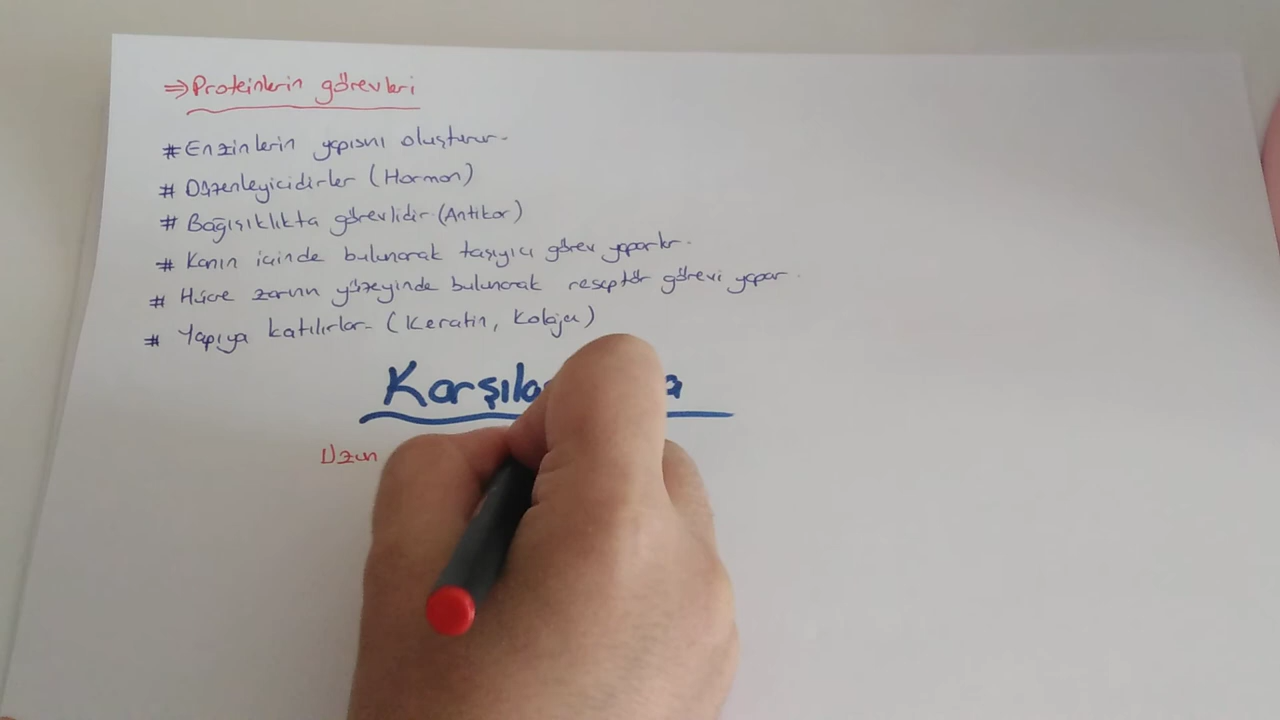 ⇒Proteinlerin görevleri
# Enzimlerin yapısnı oluşturur.
# Düzenleyicidirler (Hormon)
# Bağışıklıkta görevlidir. (Antikor)
# Kanın içinde bulunarak taşıyıcı görev yaparlar.
# Hücre zarının yüzeyinde bulunarak reseptör görevi yapar.
# Yapıya katılırlar. (Keratin, Kolajen)
Uzun